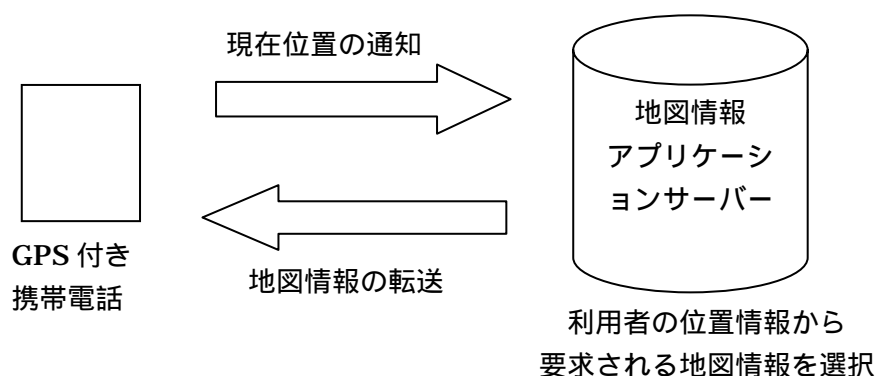 現在位置の通知
地図情報
アプリケーシ
ョンサーバー
GPS 付き
携帯電話
地図情報の転送
利用者の位置情報から
要求される地図情報を選択